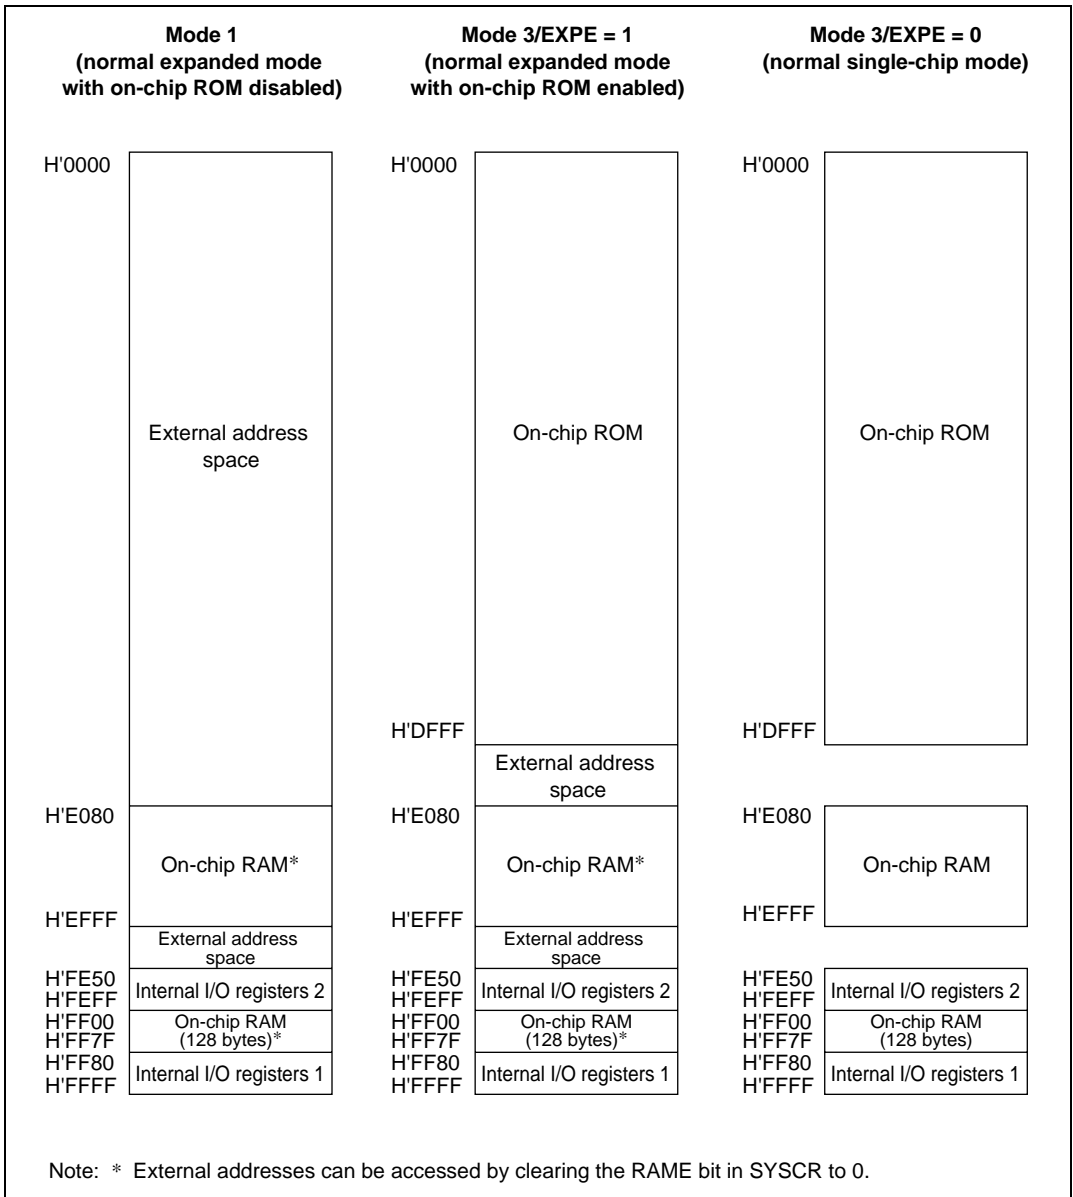 Mode 1
(normal expanded mode
with on-chip ROM disabled)
H'0000
External address
space
H'E080
On-chip RAM*
H'EFFF
External address
space
H'FE50
Internal I/O registers 2
H'FEFF
H'FF00
On-chip RAM
(128 bytes)*
H'FF7F
H'FF80
Internal I/O registers 1
H'FFFF
Mode 3/EXPE = 1
(normal expanded mode
with on-chip ROM enabled)
H'0000
On-chip ROM
H'DFFF
External address
space
H'E080
On-chip RAM*
H'EFFF
External address
space
H'FE50
Internal I/O registers 2
H'FEFF
H'FF00
On-chip RAM
(128 bytes)*
H'FF7F
H'FF80
Internal I/O registers 1
H'FFFF
Mode 3/EXPE = 0
(normal single-chip mode)
H'0000
On-chip ROM
H'DFFF
H'E080
On-chip RAM
H'EFFF
H'FE50
Internal I/O registers 2
H'FEFF
H'FF00
On-chip RAM
(128 bytes)
H'FF7F
H'FF80
Internal I/O registers 1
H'FFFF
Note: * External addresses can be accessed by clearing the RAME bit in SYSCR to 0.